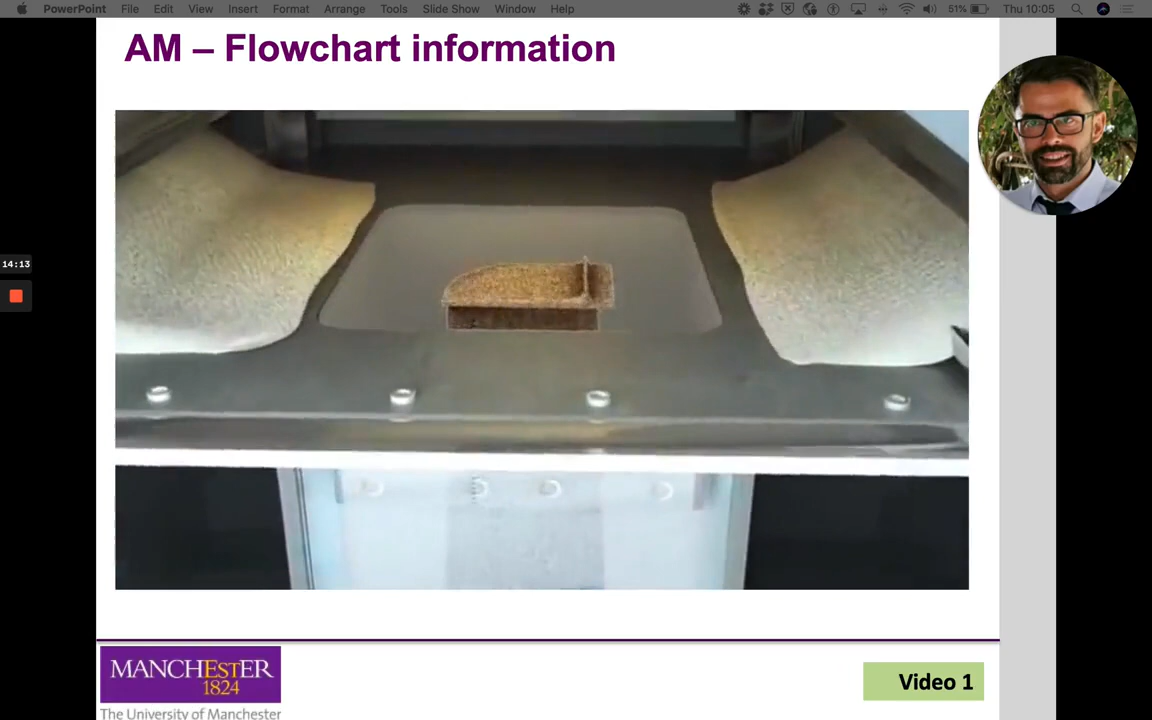 PowerPoint File Edit View Insert Format Arrange Tools Slide Show Window Help 51% Thu 10:05
AM – Flowchart information
14:13
MANCHESTER
1824
The University of Manchester
Video 1